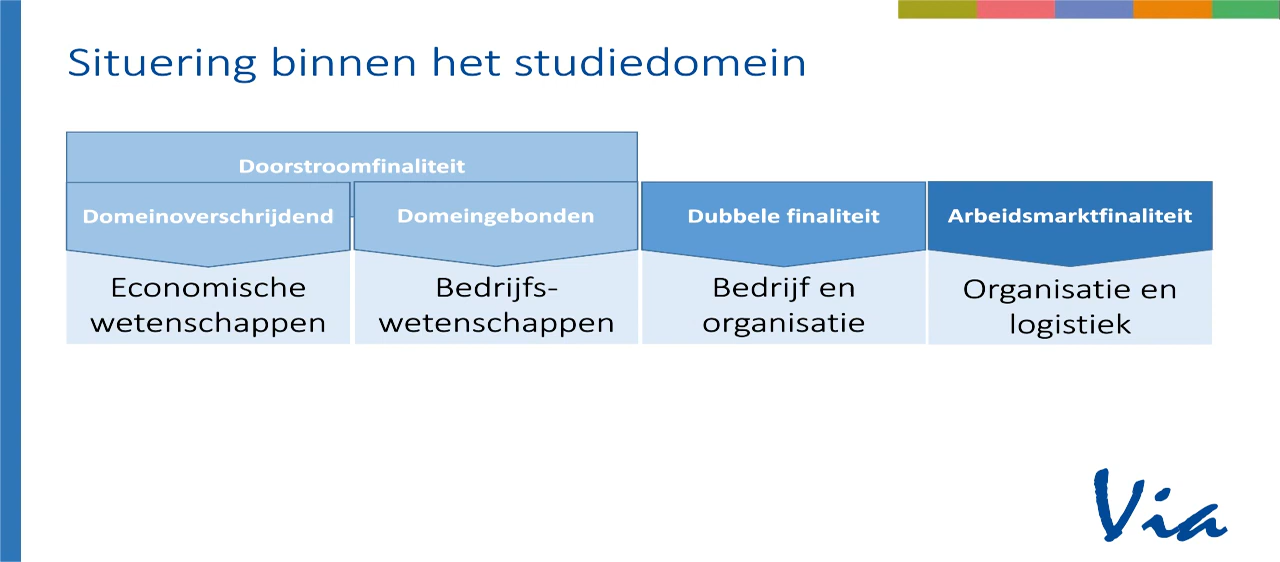 Situering binnen het studiedomein
Doorstroomfinaliteit
Domeinoverschrijdend
Domeingebonden
Dubbele finaliteit
Arbeidsmarktfinaliteit
Economische
wetenschappen
Bedrijfs-
wetenschappen
Bedrijf en
organisatie
Organisatie en
logistiek
Via